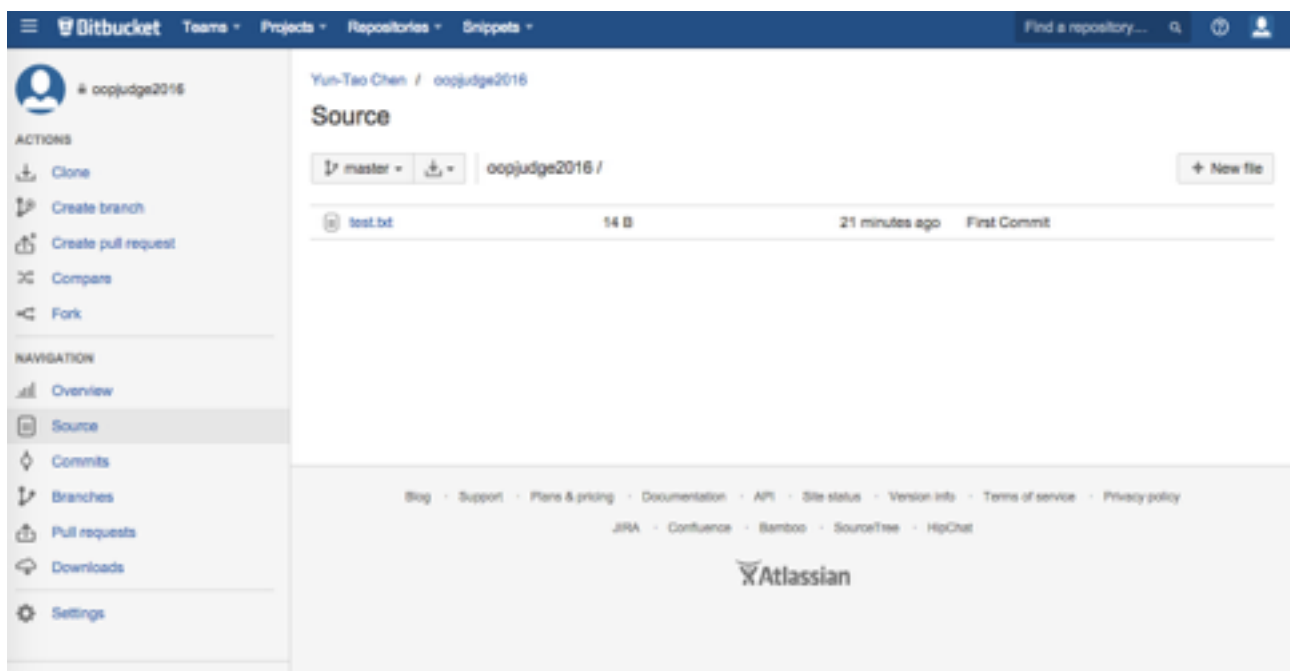 Bitbucket Teams Projects Repositories Snippets Find a repository...
oopjudge2016
ACTIONS
Clone
Create branch
Create pull request
Compare
Fork
NAVIGATION
Overview
Source
Commits
Branches
Pull requests
Downloads
Settings
Yun-Tao Chen / oopjudge2016
Source
master oopjudge2016 / + New file
test.txt 14 B 21 minutes ago First Commit
Blog · Support · Plans & pricing · Documentation · API · Site status · Version info · Terms of service · Privacy policy
JIRA · Confluence · Bamboo · SourceTree · HipChat
Atlassian